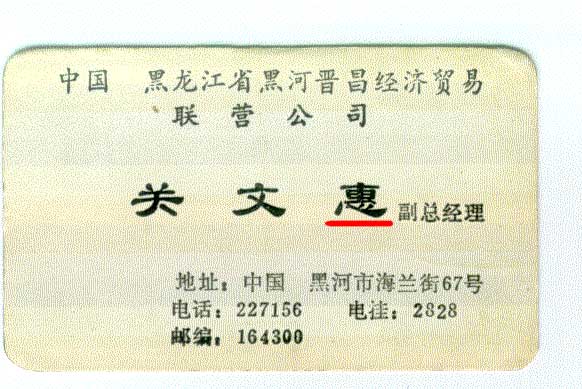 中国 黑龙江省黑河晋昌经济贸易
联营公司
关文惠 副总经理
地址：中国 黑河市海兰街67号
电话：227156 电挂：2828
邮编：164300